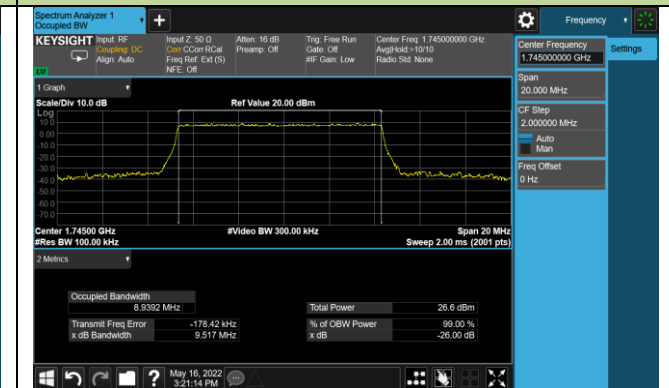 Spectrum Analyzer 1
Occupied BW
Frequency
KEYSIGHT
Input: RF
Coupling: DC
Align: Auto
Input Z: 50 Ω
Corr CCorr RCal
Freq Ref: Ext (S)
NFE: Off
Atten: 16 dB
Preamp: Off
Trig: Free Run
Gate: Off
#IF Gain: Low
Center Freq: 1.745000000 GHz
Avg|Hold:>10/10
Radio Std: None
Center Frequency
1.745000000 GHz
Settings
Span
20.000 MHz
CF Step
2.000000 MHz
Auto
Man
Freq Offset
0 Hz
1 Graph
Scale/Div 10.0 dB
Ref Value 20.00 dBm
Log
10.0
0.00
-10.0
-20.0
-30.0
-40.0
-50.0
-60.0
-70.0
Center 1.74500 GHz
#Video BW 300.00 kHz
Span 20 MHz
#Res BW 100.00 kHz
Sweep 2.00 ms (2001 pts)
2 Metrics
Occupied Bandwidth
8.9392 MHz
Total Power
26.6 dBm
Transmit Freq Error
-178.42 kHz
% of OBW Power
99.00 %
x dB Bandwidth
9.517 MHz
x dB
-26.00 dB
?
May 16, 2022
3:21:14 PM